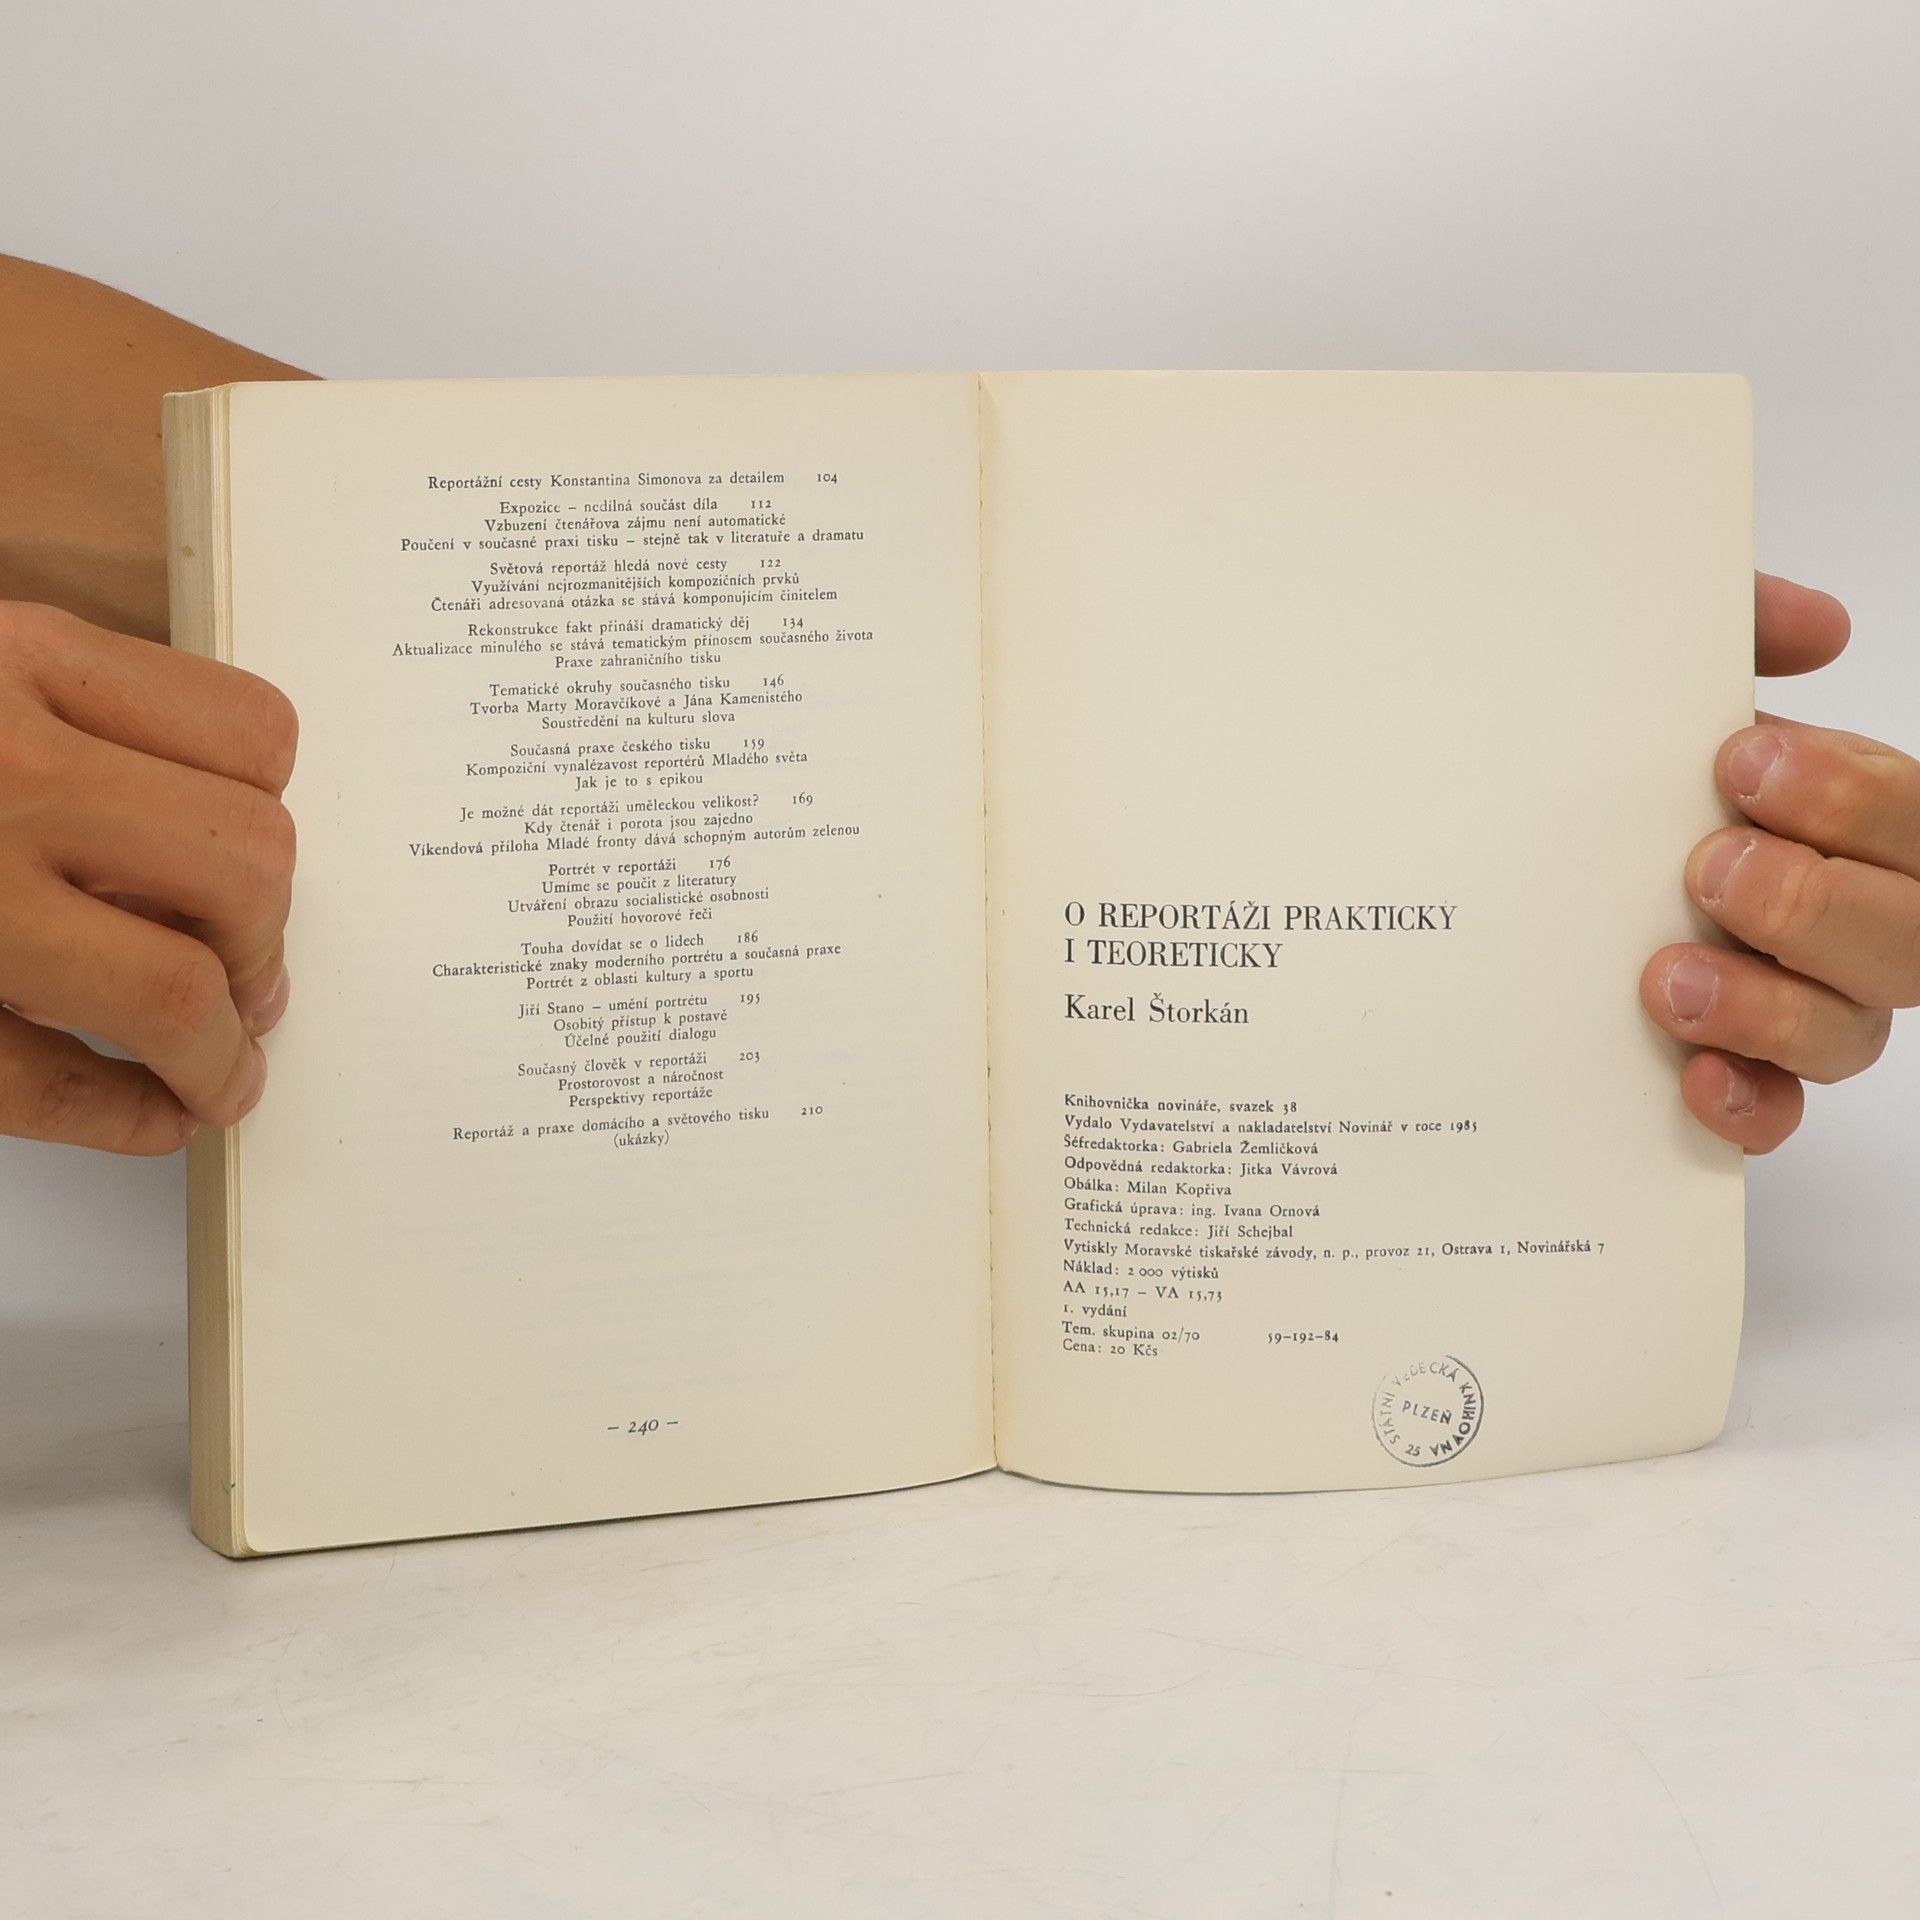 Reportážní cesty Konstantina Simonova za detailem 104
Expozice – nedílná součást díla 112
Vzbuzení čtenářova zájmu není automatické
Poučení v současné praxi tisku – stejně tak v literatuře a dramatu
Světová reportáž hledá nové cesty 122
Využívání nejrozmanitějších kompozičních prvků
Čtenáři adresovaná otázka se stává komponujícím činitelem
Rekonstrukce fakt přináší dramatický děj 134
Aktualizace minulého se stává tematickým přínosem současného života
Praxe zahraničního tisku
Tematické okruhy současného tisku 146
Tvorba Marty Moravčíkové a Jána Kamenistého
Soustředění na kulturu slova
Současná praxe českého tisku 159
Kompoziční vynalézavost reportérů Mladého světa
Jak je to s epikou
Je možné dát reportáži uměleckou velikost? 169
Kdy čtenář i porota jsou zajedno
Víkendová příloha Mladé fronty dává schopným autorům zelenou
Portrét v reportáži 176
Umíme se poučit z literatury
Utváření obrazu socialistické osobnosti
Použití hovorové řeči
Touha dovídat se o lidech 186
Charakteristické znaky moderního portrétu a současná praxe
Portrét z oblasti kultury a sportu
Jiří Stano – umění portrétu 195
Osobitý přístup k postavě
Účelné použití dialogu
Současný člověk v reportáži 203
Prostorovost a náročnost
Perspektivy reportáže
Reportáž a praxe domácího a světového tisku 210
(ukázky)
– 240 –
O REPORTÁŽI PRAKTICKY
I TEORETICKY
Karel Štorkán
Knihovnička novináře, svazek 38
Vydalo Vydavatelství a nakladatelství Novinář v roce 1985
Šéfredaktorka: Gabriela Žemličková
Odpovědná redaktorka: Jitka Vávrová
Obálka: Milan Kopřiva
Grafická úprava: ing. Ivana Ornová
Technická redakce: Jiří Schejbal
Vytiskly Moravské tiskařské závody, n. p., provoz 21, Ostrava 1, Novinářská 7
Náklad: 2 000 výtisků
AA 15,17 – VA 15,73
1. vydání
Tem. skupina 02/70 59–192–84
Cena: 20 Kčs
STÁTNÍ VĚDECKÁ KNIHOVNA
PLZEŇ
25